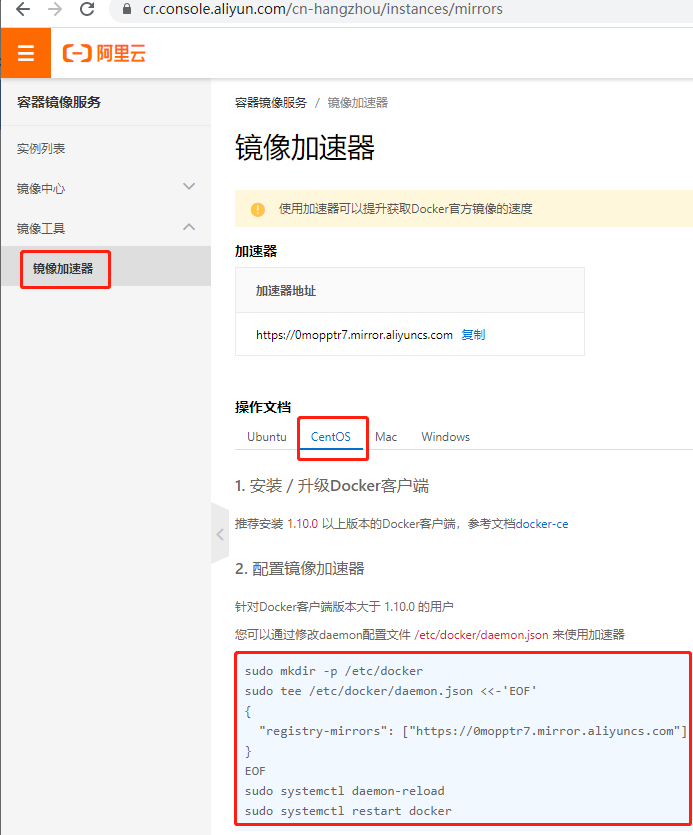 cr.console.aliyun.com/cn-hangzhou/instances/mirrors
阿里云
容器镜像服务
实例列表
镜像中心
镜像工具
镜像加速器
容器镜像服务 / 镜像加速器
镜像加速器
使用加速器可以提升获取Docker官方镜像的速度
加速器
加速器地址
https://0mopptr7.mirror.aliyuncs.com 复制
操作文档
Ubuntu CentOS Mac Windows
1. 安装 / 升级Docker客户端
推荐安装 1.10.0 以上版本的Docker客户端，参考文档docker-ce
2. 配置镜像加速器
针对Docker客户端版本大于 1.10.0 的用户
您可以通过修改daemon配置文件 /etc/docker/daemon.json 来使用加速器
sudo mkdir -p /etc/docker
sudo tee /etc/docker/daemon.json <<-'EOF'
{
"registry-mirrors": ["https://0mopptr7.mirror.aliyuncs.com"]
}
EOF
sudo systemctl daemon-reload
sudo systemctl restart docker